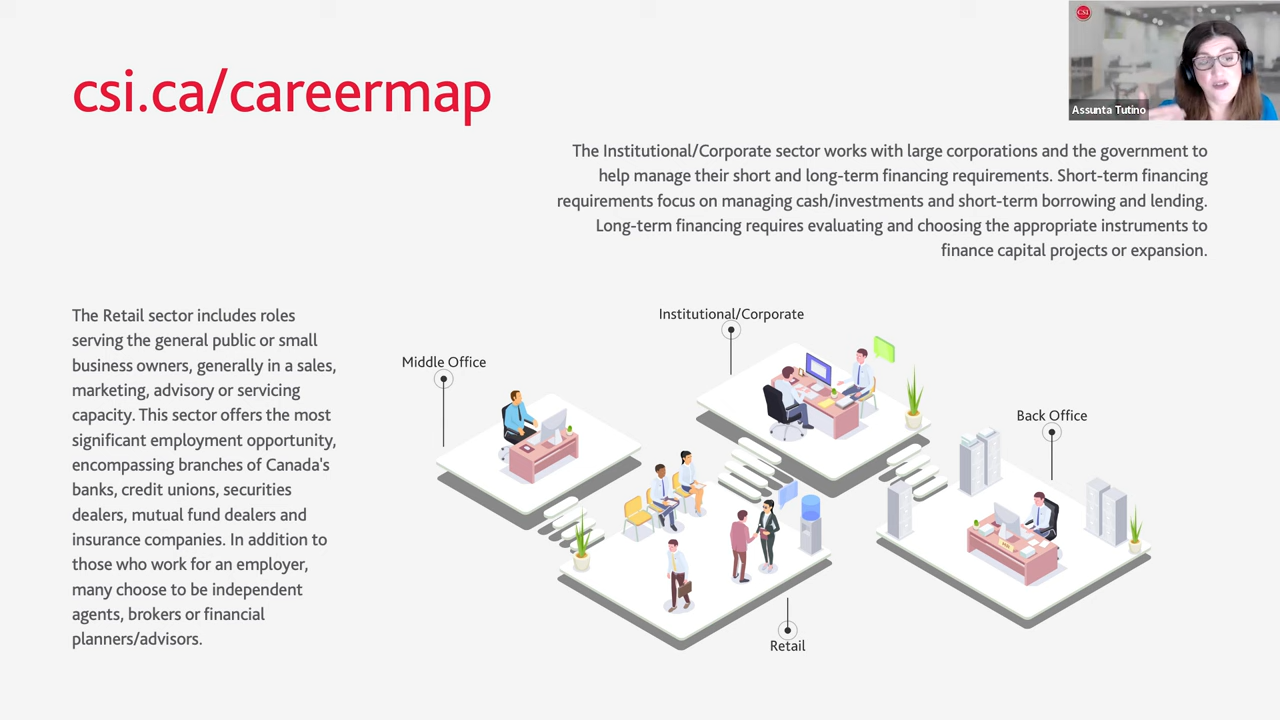 csi.ca/careermap
CSI
Assunta Tutino
The Institutional/Corporate sector works with large corporations and the government to
help manage their short and long-term financing requirements. Short-term financing
requirements focus on managing cash/investments and short-term borrowing and lending.
Long-term financing requires evaluating and choosing the appropriate instruments to
finance capital projects or expansion.
The Retail sector includes roles
serving the general public or small
business owners, generally in a sales,
marketing, advisory or servicing
capacity. This sector offers the most
significant employment opportunity,
encompassing branches of Canada's
banks, credit unions, securities
dealers, mutual fund dealers and
insurance companies. In addition to
those who work for an employer,
many choose to be independent
agents, brokers or financial
planners/advisors.
Institutional/Corporate
Middle Office
Back Office
Retail